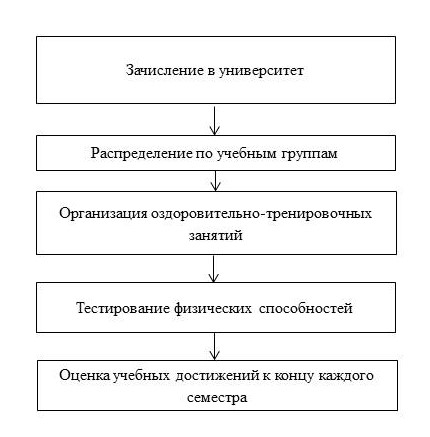 Зачисление в университет
Распределение по учебным группам
Организация оздоровительно-тренировочных
занятий
Тестирование физических способностей
Оценка учебных достижений к концу каждого
семестра